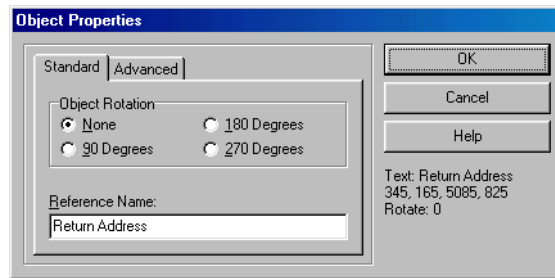 Object Properties
Standard
Advanced
OK
Cancel
Help
Object Rotation
None
180 Degrees
90 Degrees
270 Degrees
Reference Name:
Return Address
Text: Return Address
345, 165, 5085, 825
Rotate: 0